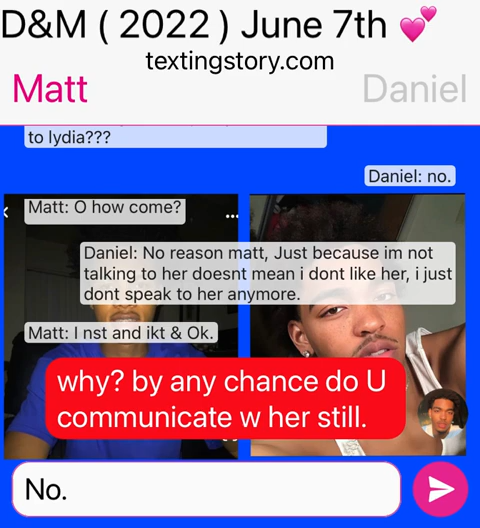 D&M ( 2022 ) June 7th 💕
textingstory.com
Matt
Daniel
to lydia???
Daniel: no.
Matt: O how come?
Daniel: No reason matt, Just because im not
talking to her doesnt mean i dont like her, i just
dont speak to her anymore.
Matt: I nst and ikt & Ok.
why? by any chance do U
communicate w her still.
No.